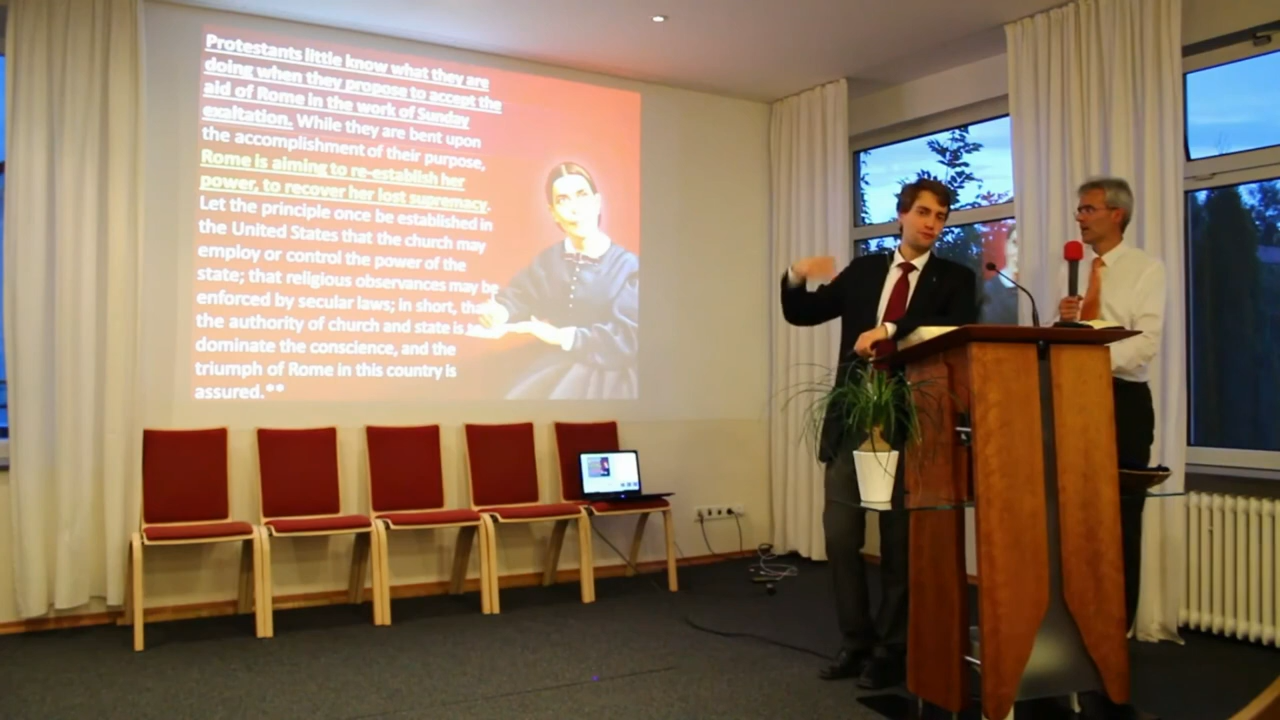 Protestants little know what they are
doing when they propose to accept the
aid of Rome in the work of Sunday
exaltation. While they are bent upon
the accomplishment of their purpose,
Rome is aiming to re-establish her
power, to recover her lost supremacy.
Let the principle once be established in
the United States that the church may
employ or control the power of the
state; that religious observances may be
enforced by secular laws; in short, that
the authority of church and state is to
dominate the conscience, and the
triumph of Rome in this country is
assured.**